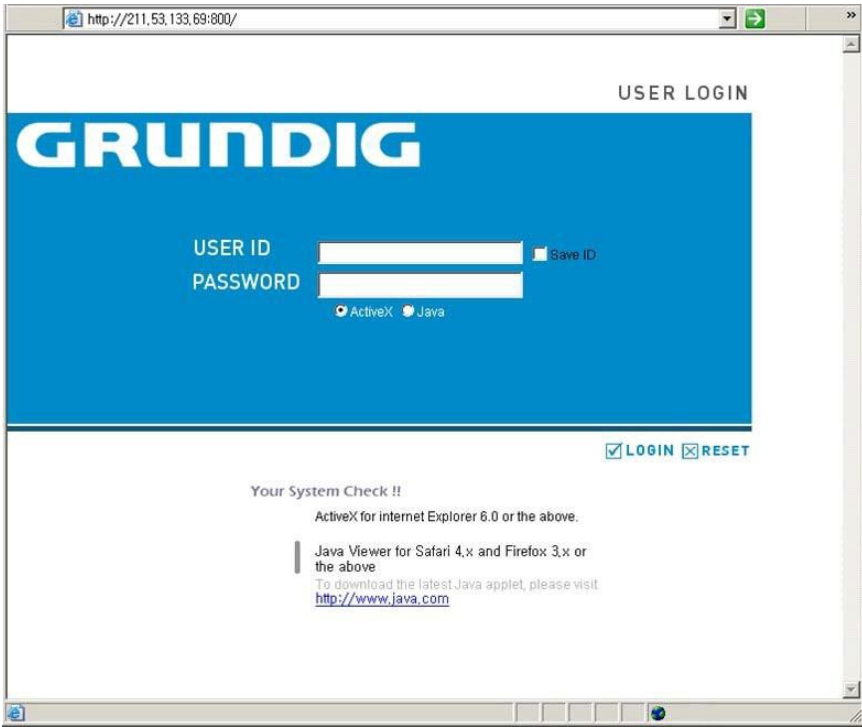 http://211,53,133,69:800/
»
USER LOGIN
GRUNDIG
USER ID
Save ID
PASSWORD
ActiveX Java
LOGIN RESET
Your System Check !!
ActiveX for internet Explorer 6.0 or the above.
Java Viewer for Safari 4,x and Firefox 3,x or
the above
To download the latest Java applet, please visit
http://www,java,com